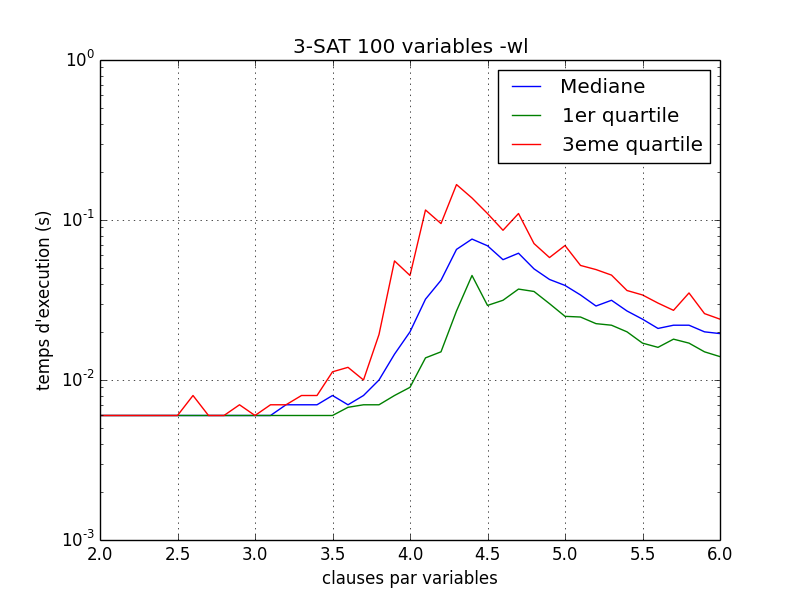 3-SAT 100 variables -wl
Mediane
1er quartile
3eme quartile
10^0
10^-1
10^-2
10^-3
temps d'execution (s)
2.0 2.5 3.0 3.5 4.0 4.5 5.0 5.5 6.0
clauses par variables